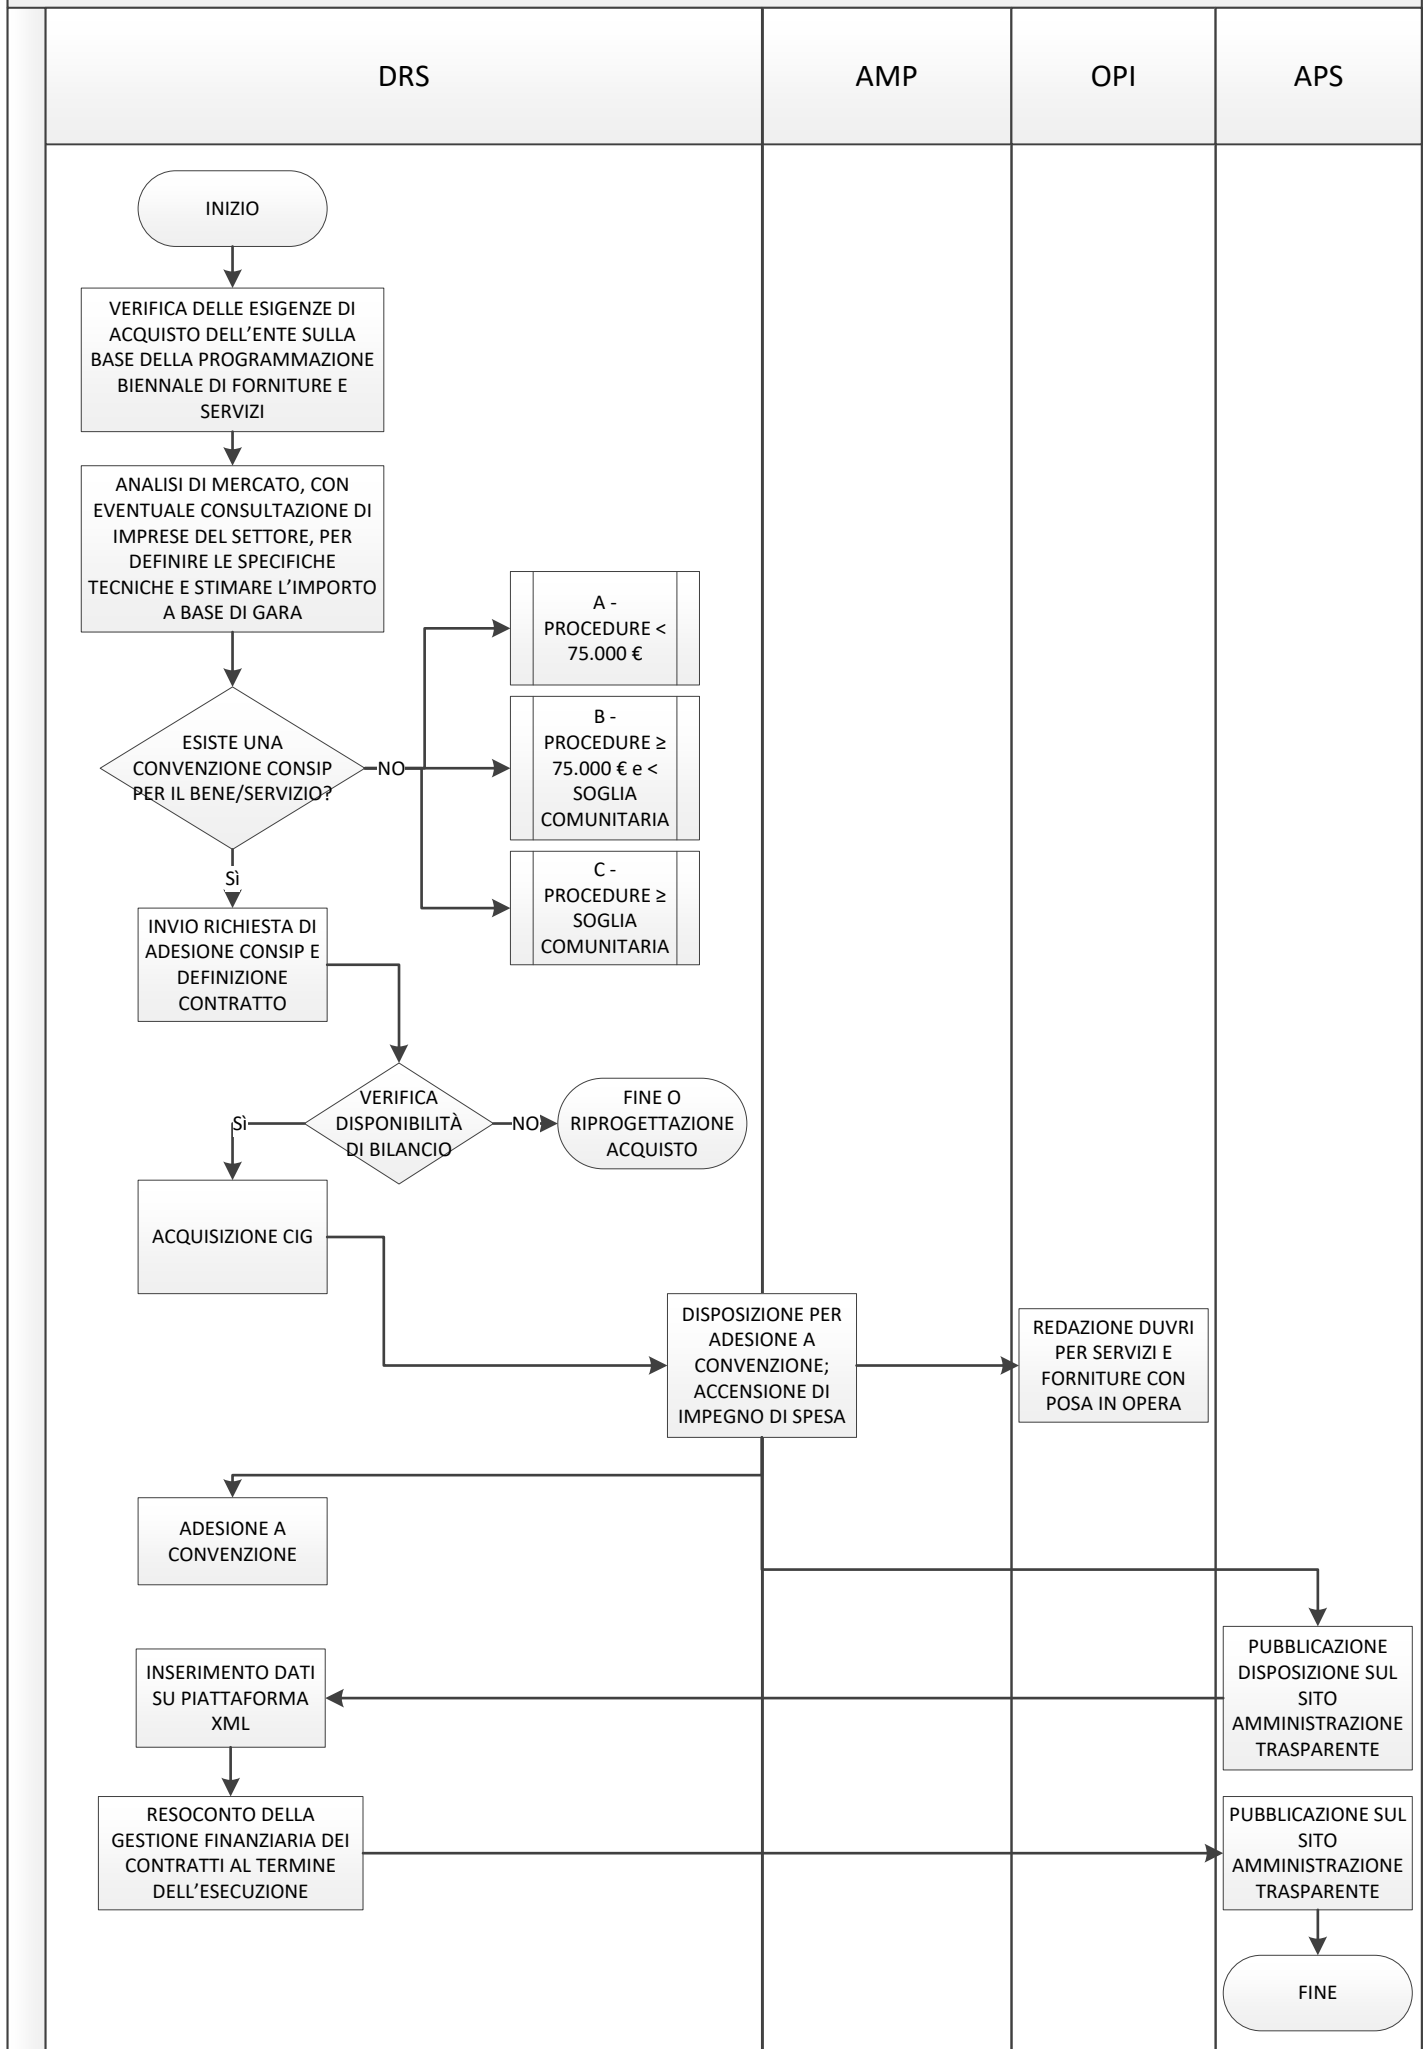 DRS
AMP
OPI
APS
INIZIO
VERIFICA DELLE ESIGENZE DI
ACQUISTO DELL’ENTE SULLA
BASE DELLA PROGRAMMAZIONE
BIENNALE DI FORNITURE E
SERVIZI
ANALISI DI MERCATO, CON
EVENTUALE CONSULTAZIONE DI
IMPRESE DEL SETTORE, PER
DEFINIRE LE SPECIFICHE
TECNICHE E STIMARE L’IMPORTO
A BASE DI GARA
A -
PROCEDURE <
75.000 €
B -
PROCEDURE ≥
75.000 € e <
SOGLIA
COMUNITARIA
ESISTE UNA
CONVENZIONE CONSIP
PER IL BENE/SERVIZIO?
NO
C -
PROCEDURE ≥
SOGLIA
COMUNITARIA
Sì
INVIO RICHIESTA DI
ADESIONE CONSIP E
DEFINIZIONE
CONTRATTO
VERIFICA
DISPONIBILITÀ
DI BILANCIO
Sì
NO
FINE O
RIPROGETTAZIONE
ACQUISTO
ACQUISIZIONE CIG
DISPOSIZIONE PER
ADESIONE A
CONVENZIONE;
ACCENSIONE DI
IMPEGNO DI SPESA
REDAZIONE DUVRI
PER SERVIZI E
FORNITURE CON
POSA IN OPERA
ADESIONE A
CONVENZIONE
PUBBLICAZIONE
DISPOSIZIONE SUL
SITO
AMMINISTRAZIONE
TRASPARENTE
INSERIMENTO DATI
SU PIATTAFORMA
XML
RESOCONTO DELLA
GESTIONE FINANZIARIA DEI
CONTRATTI AL TERMINE
DELL’ESECUZIONE
PUBBLICAZIONE SUL
SITO
AMMINISTRAZIONE
TRASPARENTE
FINE